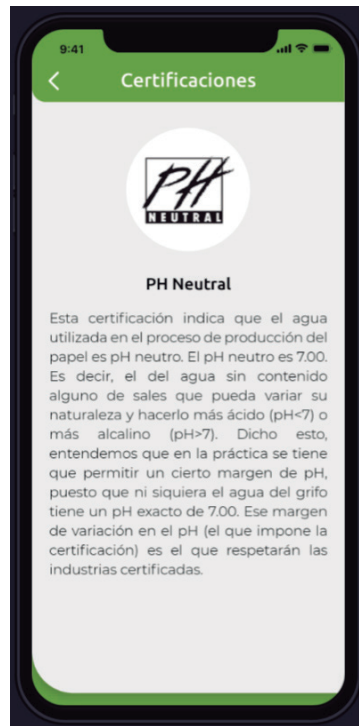 9:41
Certificaciones
PH
NEUTRAL
PH Neutral
Esta certificación indica que el agua
utilizada en el proceso de producción del
papel es pH neutro. El pH neutro es 7.00.
Es decir, el del agua sin contenido
alguno de sales que pueda variar su
naturaleza y hacerlo más ácido (pH<7) o
más alcalino (pH>7). Dicho esto,
entendemos que en la práctica se tiene
que permitir un cierto margen de pH,
puesto que ni siquiera el agua del grifo
tiene un pH exacto de 7.00. Ese margen
de variación en el pH (el que impone la
certificación) es el que respetarán las
industrias certificadas.